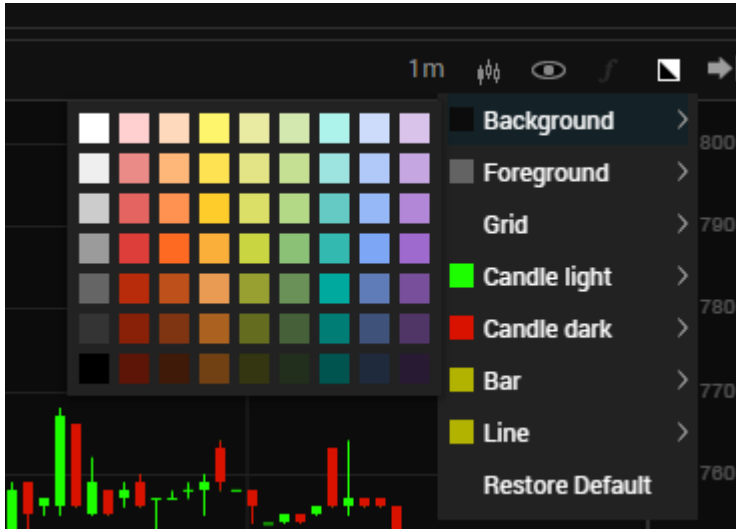 1m
Background
800
Foreground
Grid
790
Candle light
780
Candle dark
Bar
770
Line
760
Restore Default